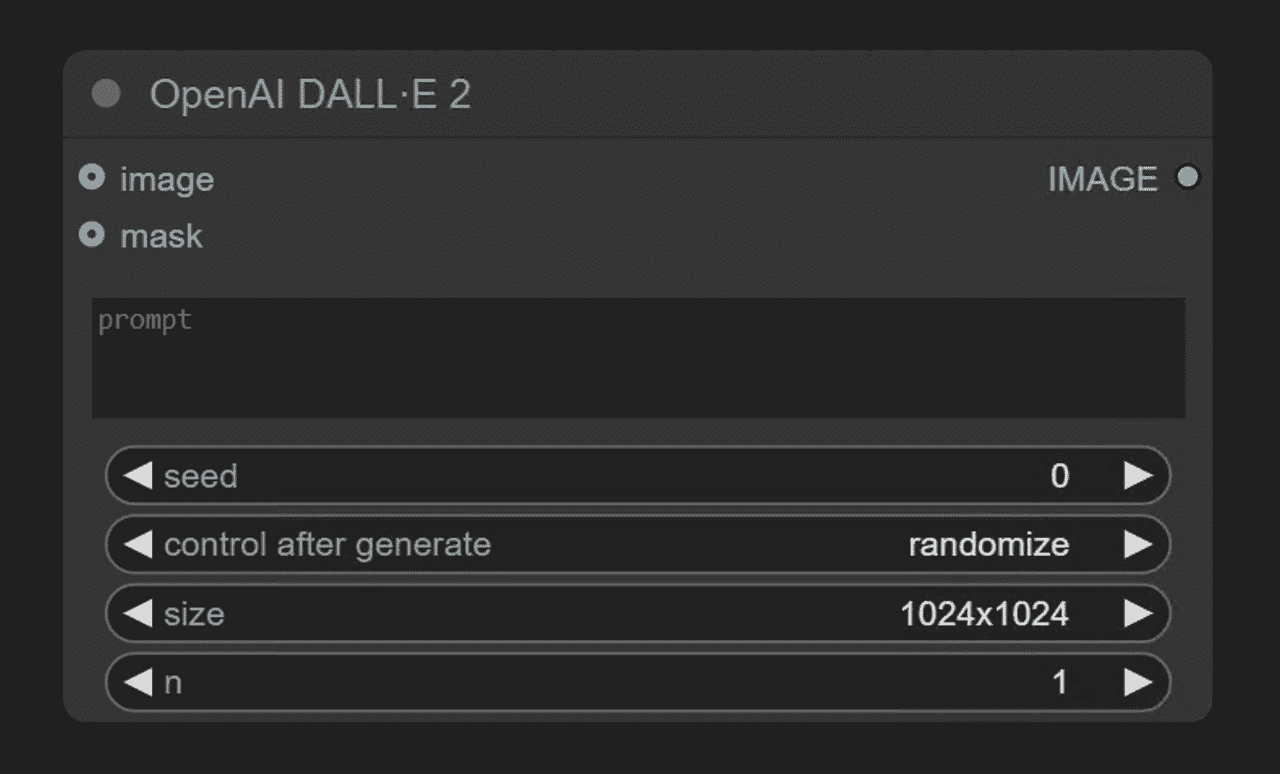 OpenAI DALL·E 2
image IMAGE
mask
prompt
seed 0
control after generate randomize
size 1024x1024
n 1